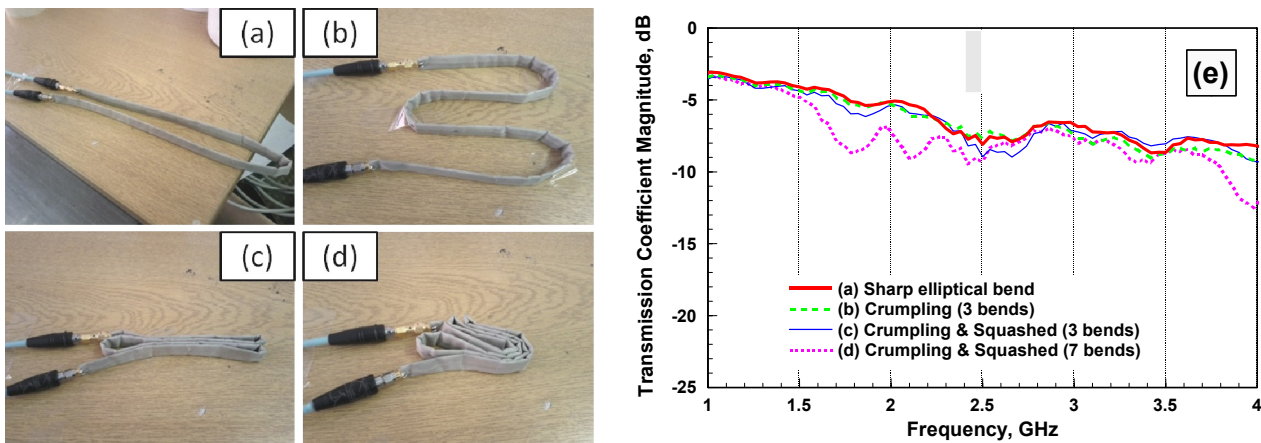 (a)
(b)
(c)
(d)
(e)
Transmission Coefficient Magnitude, dB
0
-5
-10
-15
-20
-25
(a) Sharp elliptical bend
(b) Crumpling (3 bends)
(c) Crumpling & Squashed (3 bends)
(d) Crumpling & Squashed (7 bends)
1 1.5 2 2.5 3 3.5 4
Frequency, GHz